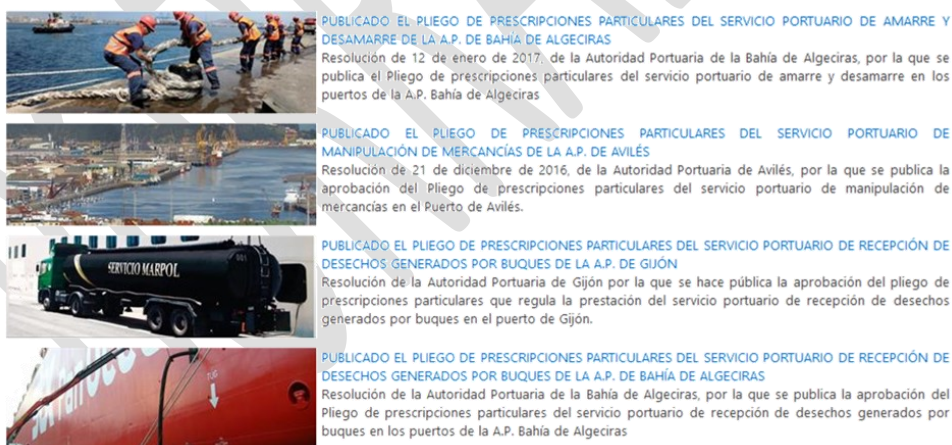 PUBLICADO EL PLIEGO DE PRESCRIPCIONES PARTICULARES DEL SERVICIO PORTUARIO DE AMARRE Y
DESAMARRE DE LA A.P. DE BAHÍA DE ALGECIRAS
Resolución de 12 de enero de 2017, de la Autoridad Portuaria de la Bahía de Algeciras, por la que se
publica el Pliego de prescripciones particulares del servicio portuario de amarre y desamarre en los
puertos de la A.P. Bahía de Algeciras
PUBLICADO EL PLIEGO DE PRESCRIPCIONES PARTICULARES DEL SERVICIO PORTUARIO DE
MANIPULACIÓN DE MERCANCÍAS DE LA A.P. DE AVILÉS
Resolución de 21 de diciembre de 2016, de la Autoridad Portuaria de Avilés, por la que se publica la
aprobación del Pliego de prescripciones particulares del servicio portuario de manipulación de
mercancías en el Puerto de Avilés.
SERVICIO MARPOL
001
PUBLICADO EL PLIEGO DE PRESCRIPCIONES PARTICULARES DEL SERVICIO PORTUARIO DE RECEPCIÓN DE
DESECHOS GENERADOS POR BUQUES DE LA A.P. DE GIJÓN
Resolución de la Autoridad Portuaria de Gijón por la que se hace pública la aprobación del pliego de
prescripciones particulares que regula la prestación del servicio portuario de recepción de desechos
generados por buques en el puerto de Gijón.
TUG
PUBLICADO EL PLIEGO DE PRESCRIPCIONES PARTICULARES DEL SERVICIO PORTUARIO DE RECEPCIÓN DE
DESECHOS GENERADOS POR BUQUES DE LA A.P. DE BAHÍA DE ALGECIRAS
Resolución de la Autoridad Portuaria de la Bahía de Algeciras, por la que se publica la aprobación del
Pliego de prescripciones particulares del servicio portuario de recepción de desechos generados por
buques en los puertos de la A.P. Bahía de Algeciras